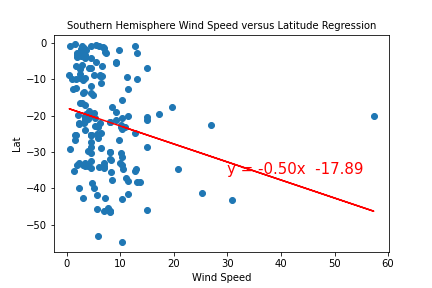 Southern Hemisphere Wind Speed versus Latitude Regression
0
−10
−20
−30
−40
−50
Lat
y = -0.50x  -17.89
0 10 20 30 40 50 60
Wind Speed